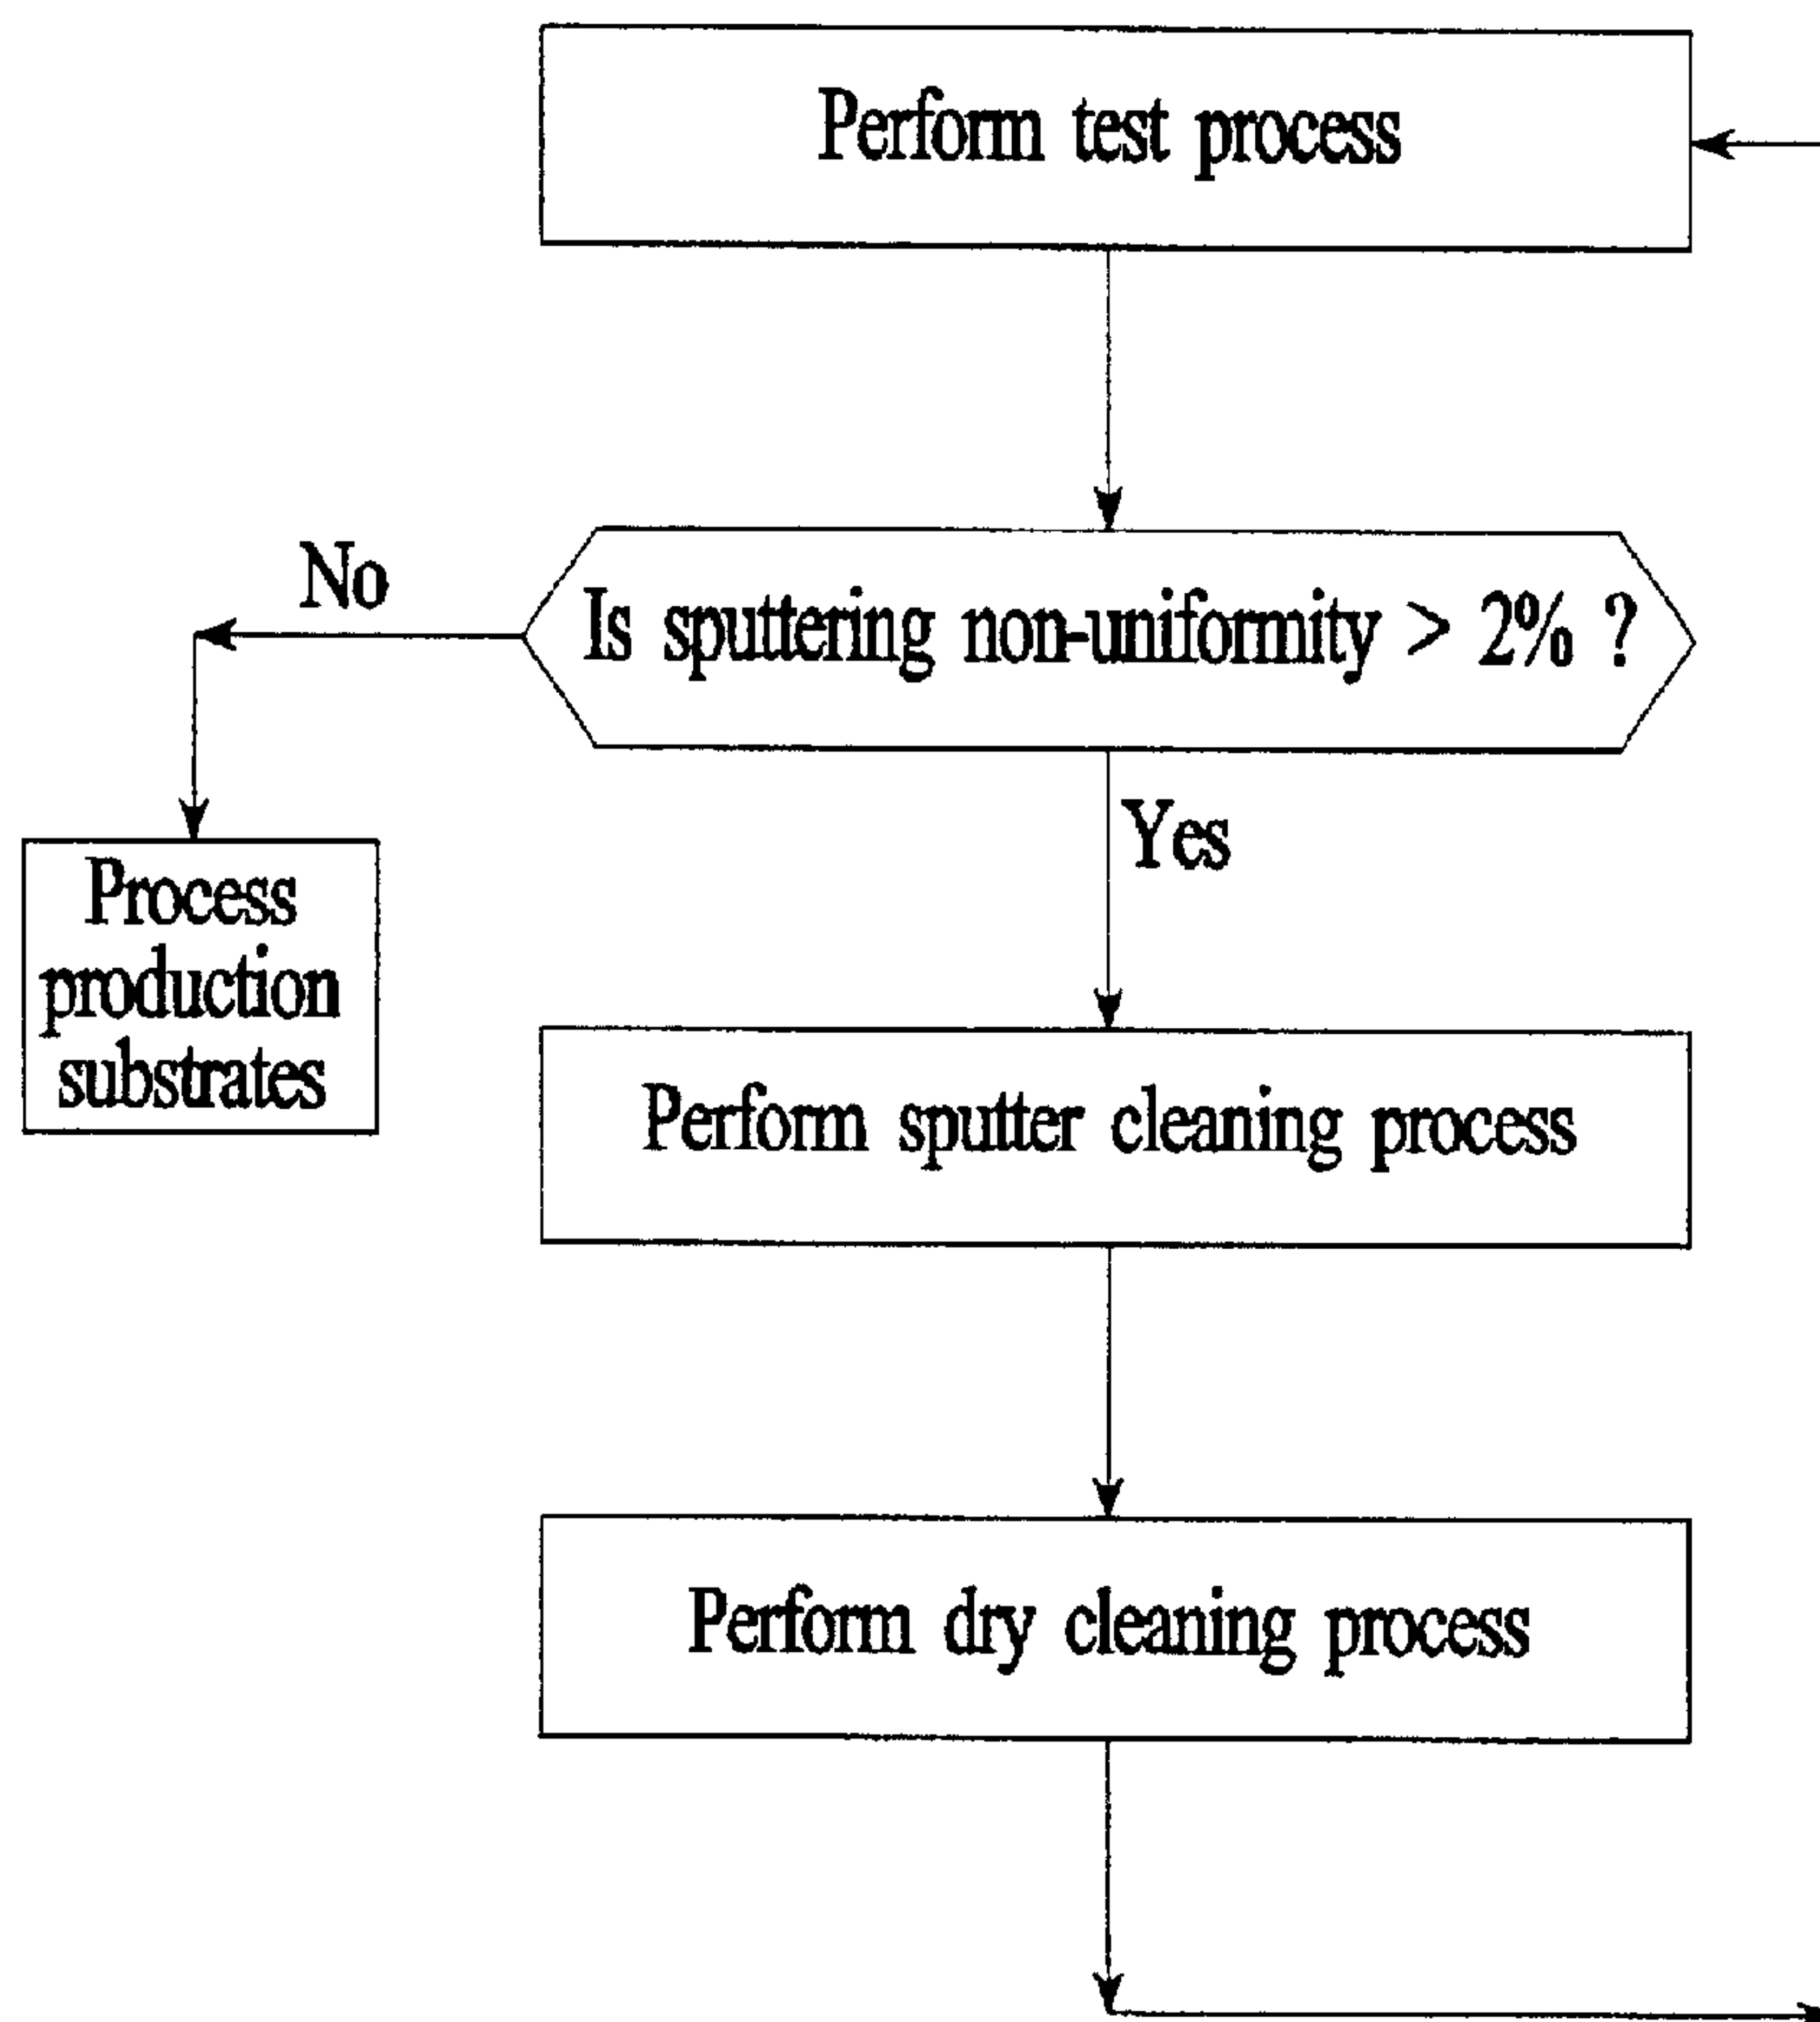 Perform test process
Is sputtering non-uniformity > 2% ?
No
Yes
Process
production
substrates
Perform sputter cleaning process
Perform dry cleaning process